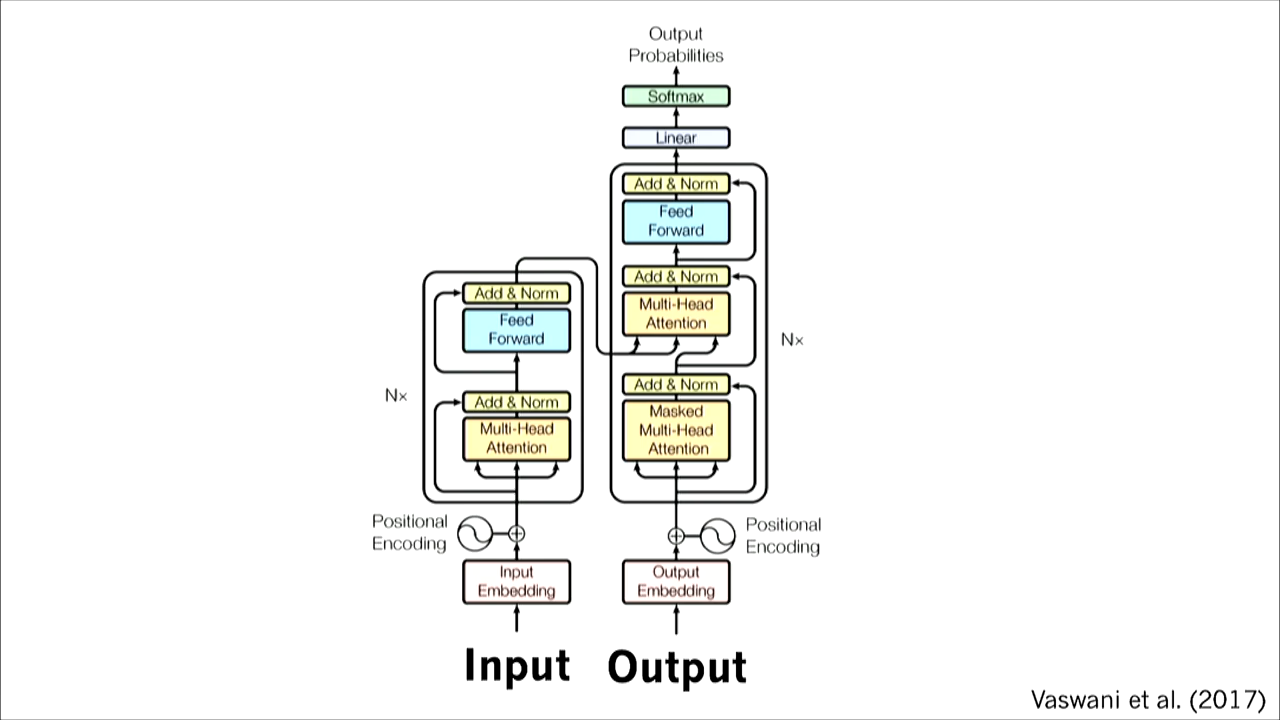 Output
Probabilities
Softmax
Linear
Add & Norm
Feed
Forward
Add & Norm
Multi-Head
Attention
Nx
Add & Norm
Masked
Multi-Head
Attention
Add & Norm
Feed
Forward
Nx
Add & Norm
Multi-Head
Attention
Positional
Encoding
Positional
Encoding
Input
Embedding
Output
Embedding
Input
Output
Vaswani et al. (2017)